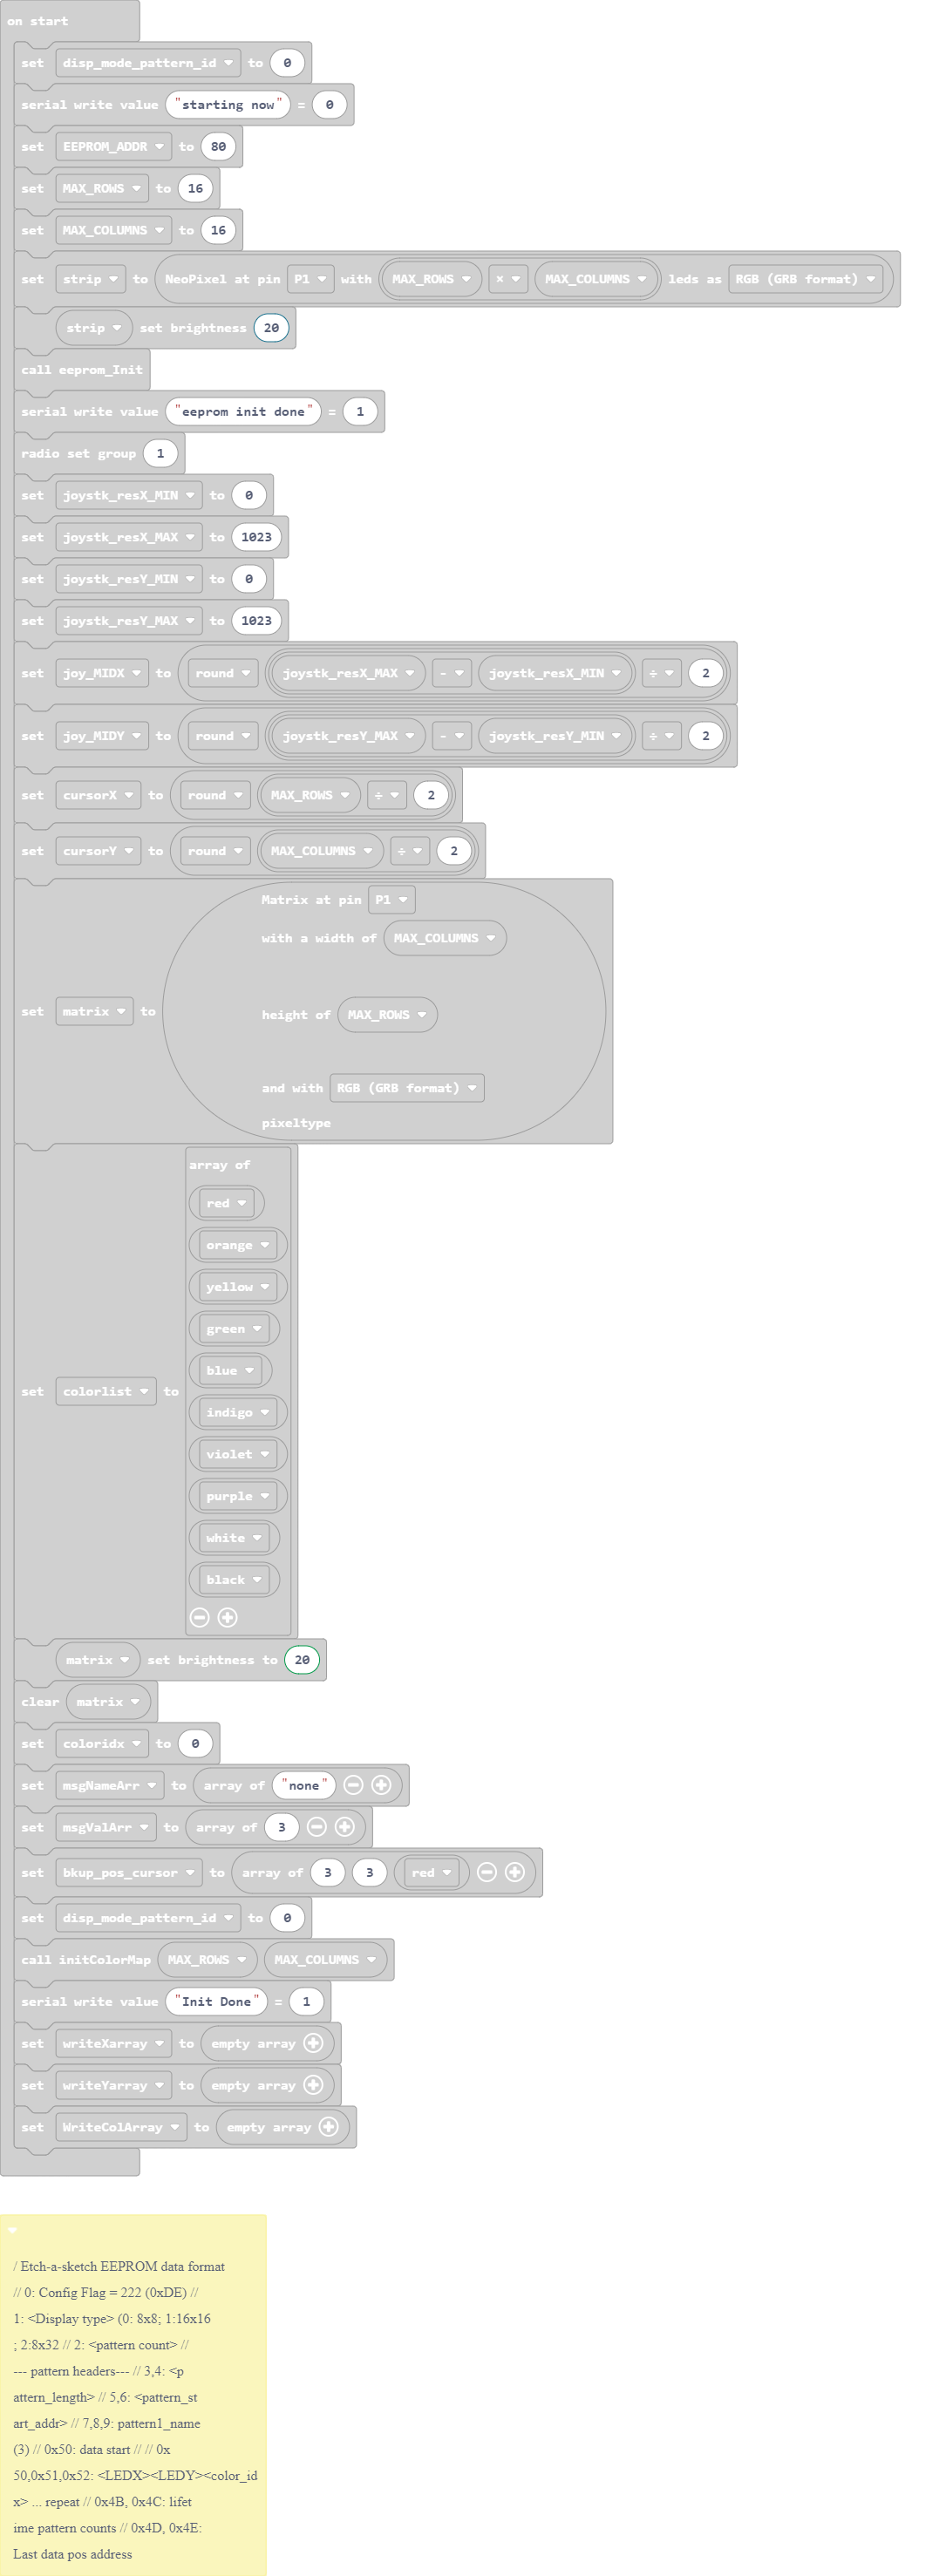 on start
set disp_mode_pattern_id to 0
serial write value "starting now" = 0
set EEPROM_ADDR to 80
set MAX_ROWS to 16
set MAX_COLUMNS to 16
set strip to NeoPixel at pin P1 with MAX_ROWS × MAX_COLUMNS leds as RGB (GRB format)
strip set brightness 20
call eeprom_Init
serial write value "eeprom init done" = 1
radio set group 1
set joystk_resX_MIN to 0
set joystk_resX_MAX to 1023
set joystk_resY_MIN to 0
set joystk_resY_MAX to 1023
set joy_MIDX to round joystk_resX_MAX - joystk_resX_MIN ÷ 2
set joy_MIDY to round joystk_resY_MAX - joystk_resY_MIN ÷ 2
set cursorX to round MAX_ROWS ÷ 2
set cursorY to round MAX_COLUMNS ÷ 2
set matrix to
Matrix at pin P1
with a width of MAX_COLUMNS
height of MAX_ROWS
and with RGB (GRB format)
pixeltype
set colorlist to
array of
red
orange
yellow
green
blue
indigo
violet
purple
white
black
matrix set brightness to 20
clear matrix
set coloridx to 0
set msgNameArr to array of "none"
set msgValArr to array of 3
set bkup_pos_cursor to array of 3 3 red
set disp_mode_pattern_id to 0
call initColorMap MAX_ROWS MAX_COLUMNS
serial write value "Init Done" = 1
set writeXarray to empty array
set writeYarray to empty array
set WriteColArray to empty array
/ Etch-a-sketch EEPROM data format
// 0: Config Flag = 222 (0xDE) //
1: <Display type> (0: 8x8; 1:16x16
; 2:8x32 // 2: <pattern count> //
--- pattern headers--- // 3,4: <p
attern_length> // 5,6: <pattern_st
art_addr> // 7,8,9: pattern1_name
(3) // 0x50: data start // // 0x
50,0x51,0x52: <LEDX><LEDY><color_id
x> ... repeat // 0x4B, 0x4C: lifet
ime pattern counts // 0x4D, 0x4E:
Last data pos address